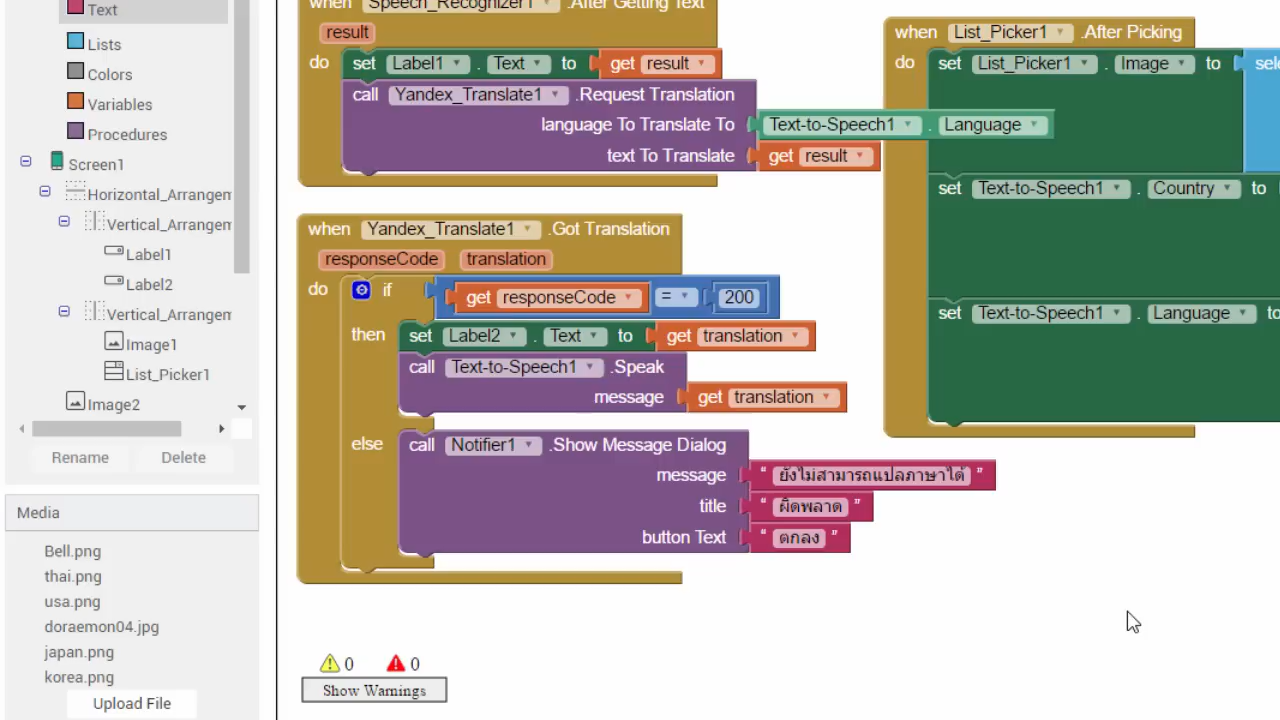 Text
Lists
Colors
Variables
Procedures
Screen1
Horizontal_Arrangem
Vertical_Arrangem
Label1
Label2
Vertical_Arrangem
Image1
List_Picker1
Image2
Rename Delete
Media
Bell.png
thai.png
usa.png
doraemon04.jpg
japan.png
korea.png
Upload File
when Speech_Recognizer1 .After Getting Text
result
do set Label1 . Text to get result
call Yandex_Translate1 .Request Translation
language To Translate To Text-to-Speech1 . Language
text To Translate get result
when Yandex_Translate1 .Got Translation
responseCode translation
do if get responseCode = 200
then set Label2 . Text to get translation
call Text-to-Speech1 .Speak
message get translation
else call Notifier1 .Show Message Dialog
message “ ยังไม่สามารถแปลภาษาได้ ”
title “ ผิดพลาด ”
button Text “ ตกลง ”
0 0
Show Warnings
when List_Picker1 .After Picking
do set List_Picker1 . Image to sele
set Text-to-Speech1 . Country to
set Text-to-Speech1 . Language to